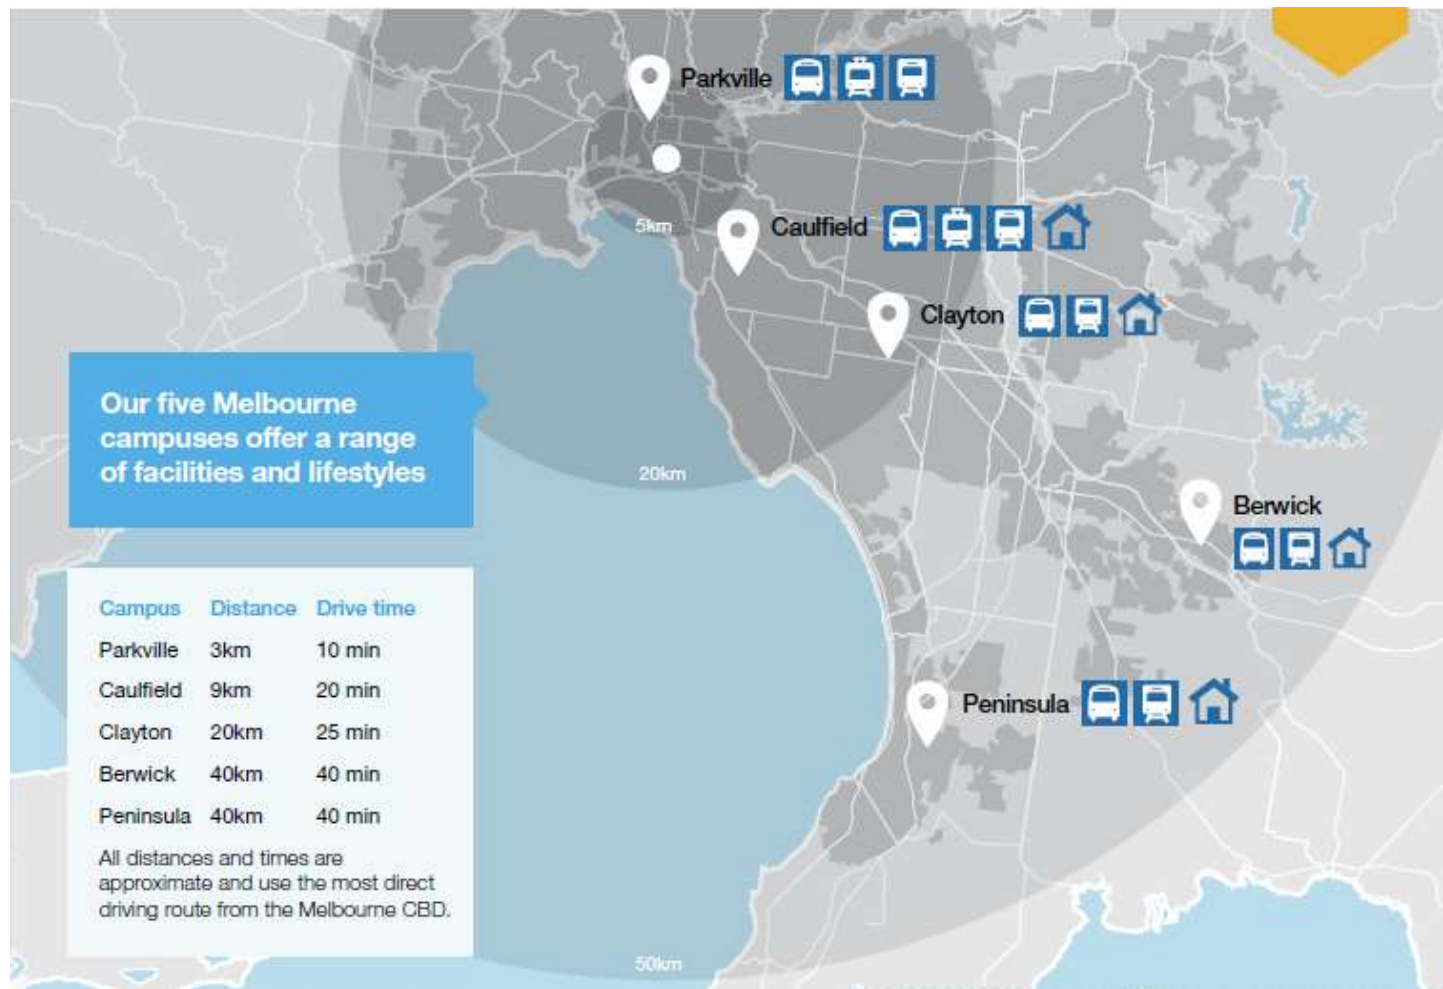 Parkville
Caulfield
5km
Clayton
Our five Melbourne
campuses offer a range
of facilities and lifestyles
20km
Berwick
Campus Distance Drive time
Parkville 3km 10 min
Caulfield 9km 20 min
Clayton 20km 25 min
Berwick 40km 40 min
Peninsula 40km 40 min
All distances and times are
approximate and use the most direct
driving route from the Melbourne CBD.
Peninsula
50km